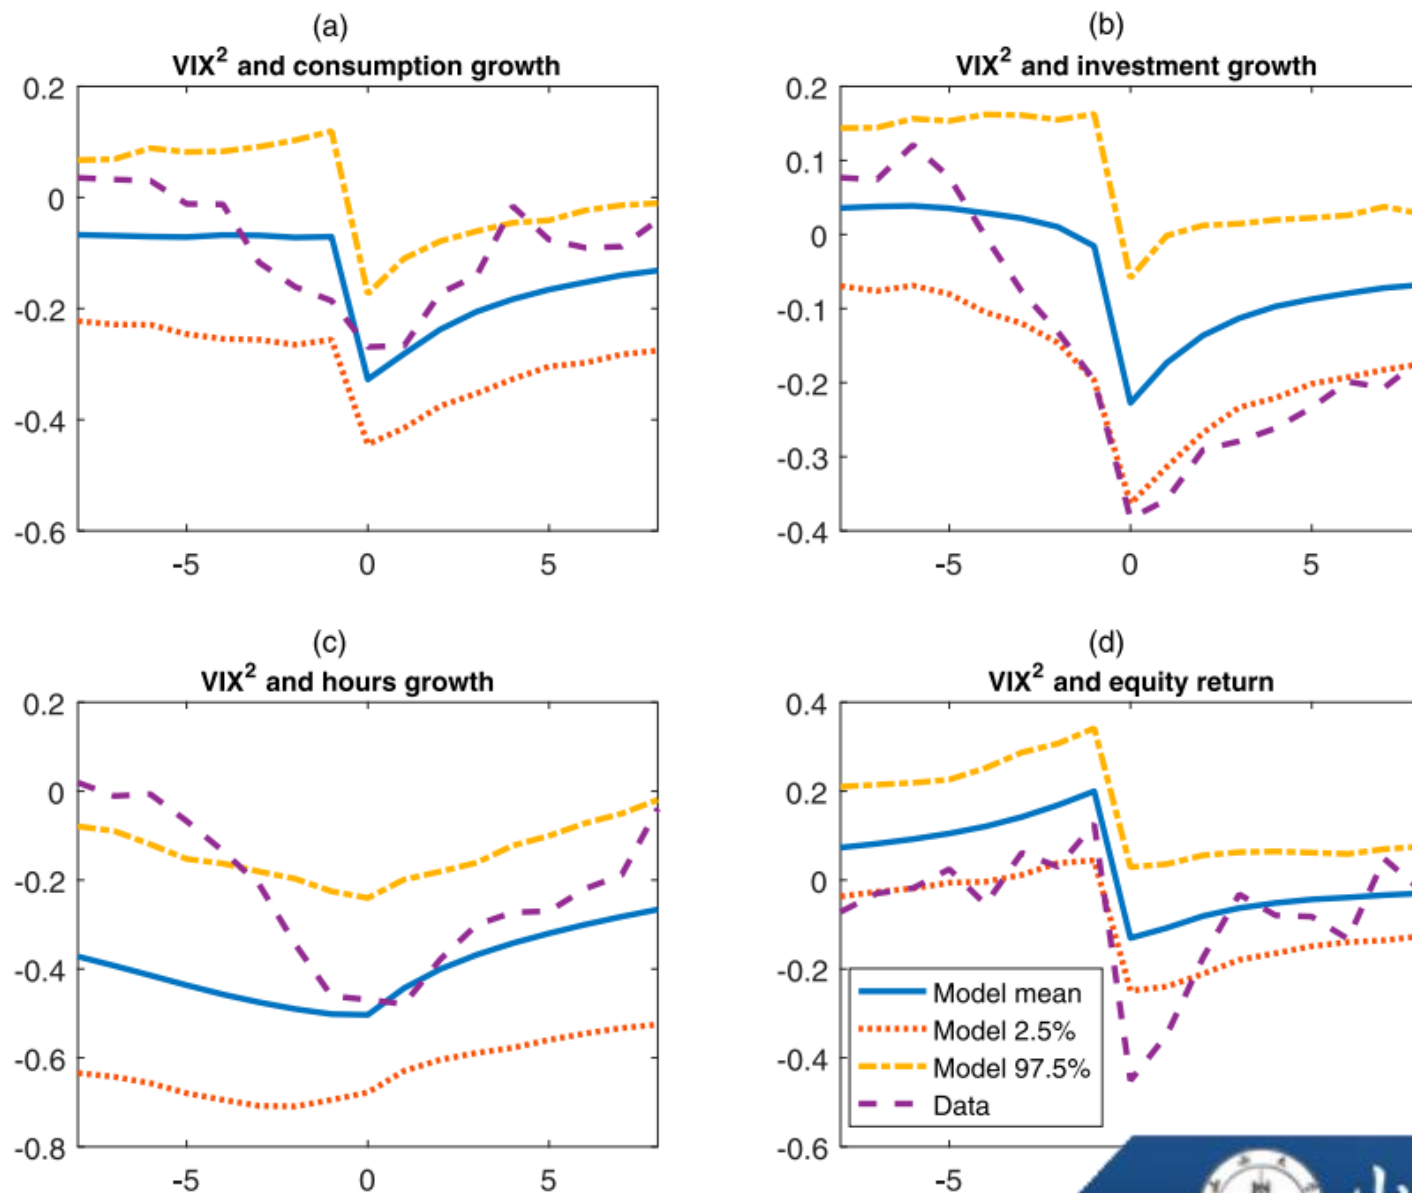 (a)
VIX² and consumption growth
0.2
0
-0.2
-0.4
-0.6
-5
0
5
(b)
VIX² and investment growth
0.2
0.1
0
-0.1
-0.2
-0.3
-0.4
-5
0
5
(c)
VIX² and hours growth
0.2
0
-0.2
-0.4
-0.6
-0.8
-5
0
5
(d)
VIX² and equity return
0.4
0.2
0
-0.2
-0.4
-0.6
-5
Model mean
Model 2.5%
Model 97.5%
Data